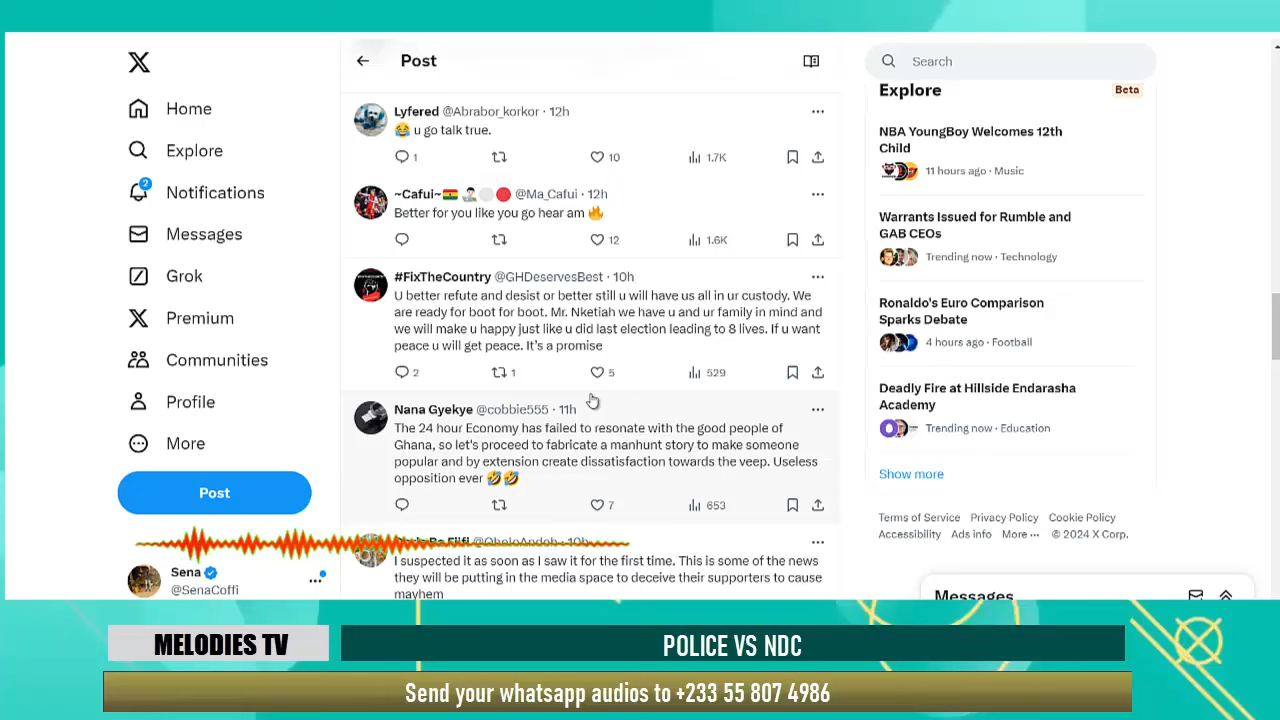 Home
Explore
2
Notifications
Messages
Grok
Premium
Communities
Profile
More
Post
Sena
@SenaCoffi
Post
Lyfered @Abrabor_korkor · 12h
😂 u go talk true.
1
10
1.7K
~Cafui~🇬🇭 @Ma_Cafui · 12h
Better for you like you go hear am 🔥
12
1.6K
#FixTheCountry @GHDeservesBest · 10h
U better refute and desist or better still u will have us all in ur custody. We
are ready for boot for boot. Mr. Nketiah we have u and ur family in mind and
we will make u happy just like u did last election leading to 8 lives. If u want
peace u will get peace. It's a promise
2
1
5
529
Nana Gyekye @cobbie555 · 11h
The 24 hour Economy has failed to resonate with the good people of
Ghana, so let's proceed to fabricate a manhunt story to make someone
popular and by extension create dissatisfaction towards the veep. Useless
opposition ever 🤣🤣
7
653
I suspected it as soon as I saw it for the first time. This is some of the news
they will be putting in the media space to deceive their supporters to cause
mayhem
Search
Explore
Beta
NBA YoungBoy Welcomes 12th
Child
11 hours ago · Music
Warrants Issued for Rumble and
GAB CEOs
Trending now · Technology
Ronaldo's Euro Comparison
Sparks Debate
4 hours ago · Football
Deadly Fire at Hillside Endarasha
Academy
Trending now · Education
Show more
Terms of Service Privacy Policy Cookie Policy
Accessibility Ads info More ··· © 2024 X Corp.
Messages
MELODIES TV
POLICE VS NDC
Send your whatsapp audios to +233 55 807 4986